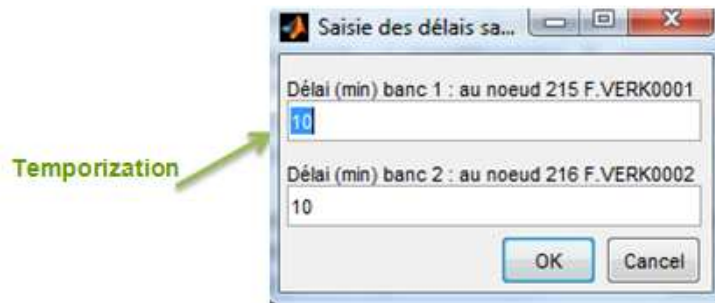 Saisie des délais sa...
Délai (min) banc 1 : au noeud 215 F.VERK0001
10
Temporization
Délai (min) banc 2 : au noeud 216 F.VERK0002
10
OK
Cancel